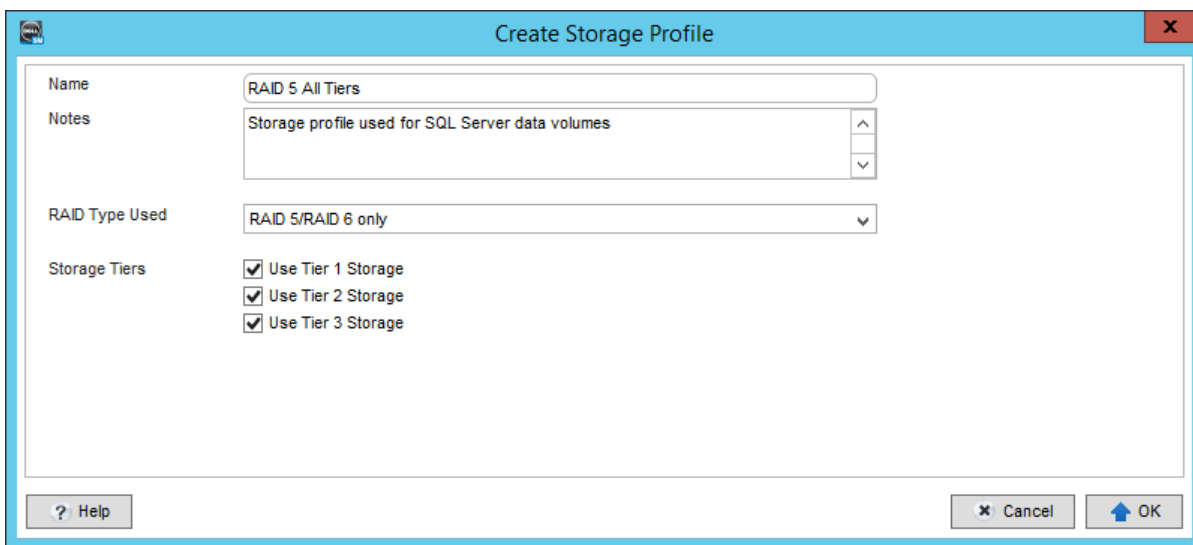 Create Storage Profile
Name
RAID 5 All Tiers
Notes
Storage profile used for SQL Server data volumes
RAID Type Used
RAID 5/RAID 6 only
Storage Tiers
Use Tier 1 Storage
Use Tier 2 Storage
Use Tier 3 Storage
? Help
Cancel
OK